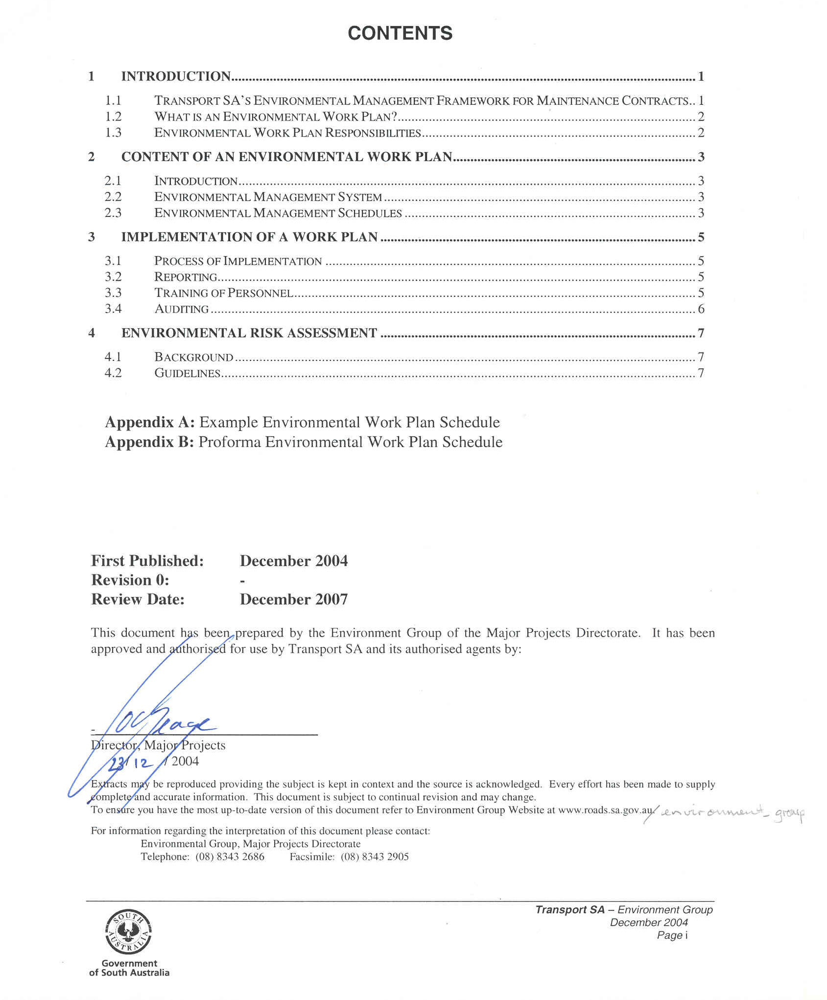 CONTENTS
1 INTRODUCTION........................................................................ 1
1.1 TRANSPORT SA'S ENVIRONMENTAL MANAGEMENT FRAMEWORK FOR MAINTENANCE CONTRACTS.. 1
1.2 WHAT IS AN ENVIRONMENTAL WORK PLAN?........................................................................ 2
1.3 ENVIRONMENTAL WORK PLAN RESPONSIBILITIES........................................................................ 2
2 CONTENT OF AN ENVIRONMENTAL WORK PLAN........................................................................ 3
2.1 INTRODUCTION........................................................................ 3
2.2 ENVIRONMENTAL MANAGEMENT SYSTEM........................................................................ 3
2.3 ENVIRONMENTAL MANAGEMENT SCHEDULES........................................................................ 3
3 IMPLEMENTATION OF A WORK PLAN........................................................................ 5
3.1 PROCESS OF IMPLEMENTATION........................................................................ 5
3.2 REPORTING........................................................................ 5
3.3 TRAINING OF PERSONNEL........................................................................ 5
3.4 AUDITING........................................................................ 6
4 ENVIRONMENTAL RISK ASSESSMENT........................................................................ 7
4.1 BACKGROUND........................................................................ 7
4.2 GUIDELINES........................................................................ 7
Appendix A: Example Environmental Work Plan Schedule
Appendix B: Proforma Environmental Work Plan Schedule
First Published: December 2004
Revision 0: -
Review Date: December 2007
This document has been prepared by the Environment Group of the Major Projects Directorate. It has been
approved and authorised for use by Transport SA and its authorised agents by:
Director, Major Projects
23/ 12 / 2004
Extracts may be reproduced providing the subject is kept in context and the source is acknowledged. Every effort has been made to supply
complete and accurate information. This document is subject to continual revision and may change.
To ensure you have the most up-to-date version of this document refer to Environment Group Website at www.roads.sa.gov.au/environment_group
For information regarding the interpretation of this document please contact:
Environmental Group, Major Projects Directorate
Telephone: (08) 8343 2686 Facsimile: (08) 8343 2905
Transport SA – Environment Group
December 2004
Page i
SOUTH AUSTRALIA
Government
of South Australia